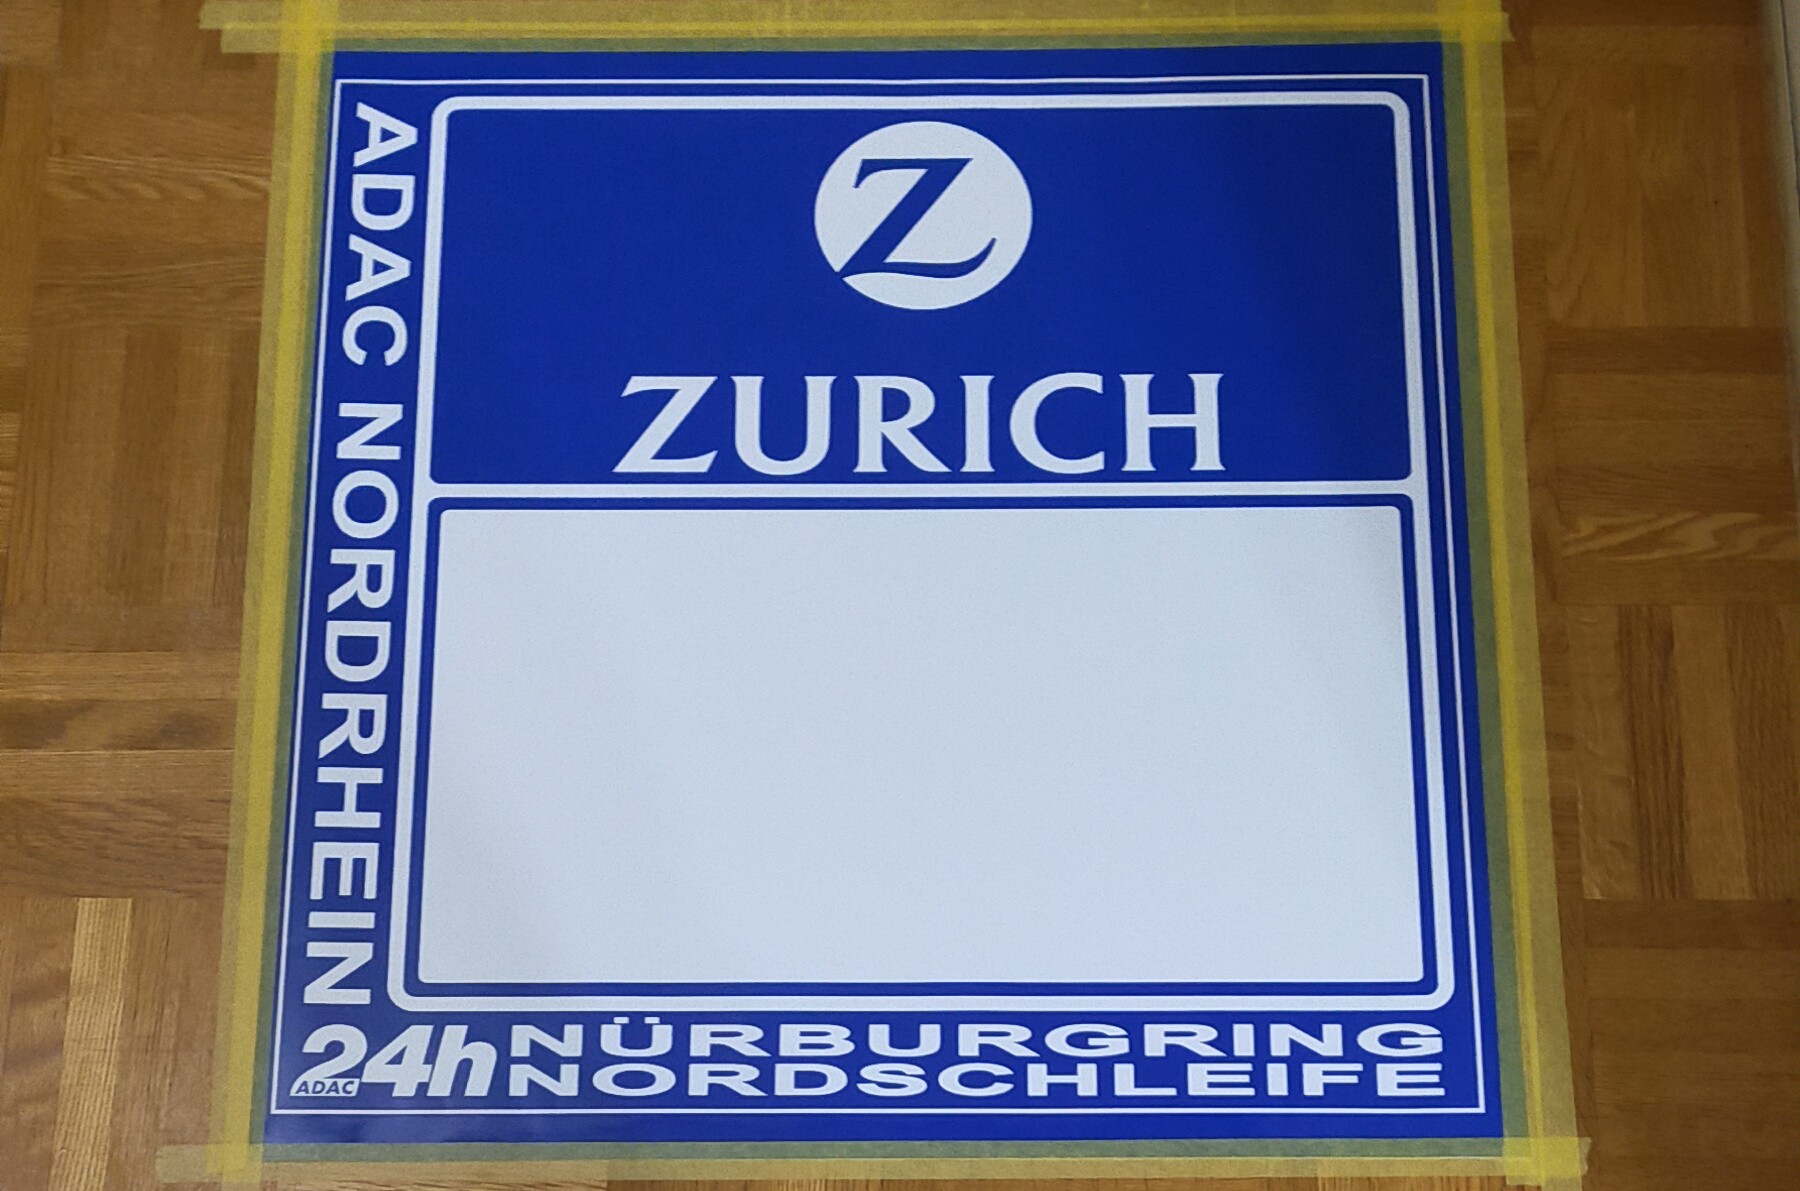 Z
ZURICH
ADAC NORDRHEIN
24h NÜRBURGRING
ADAC NORDSCHLEIFE